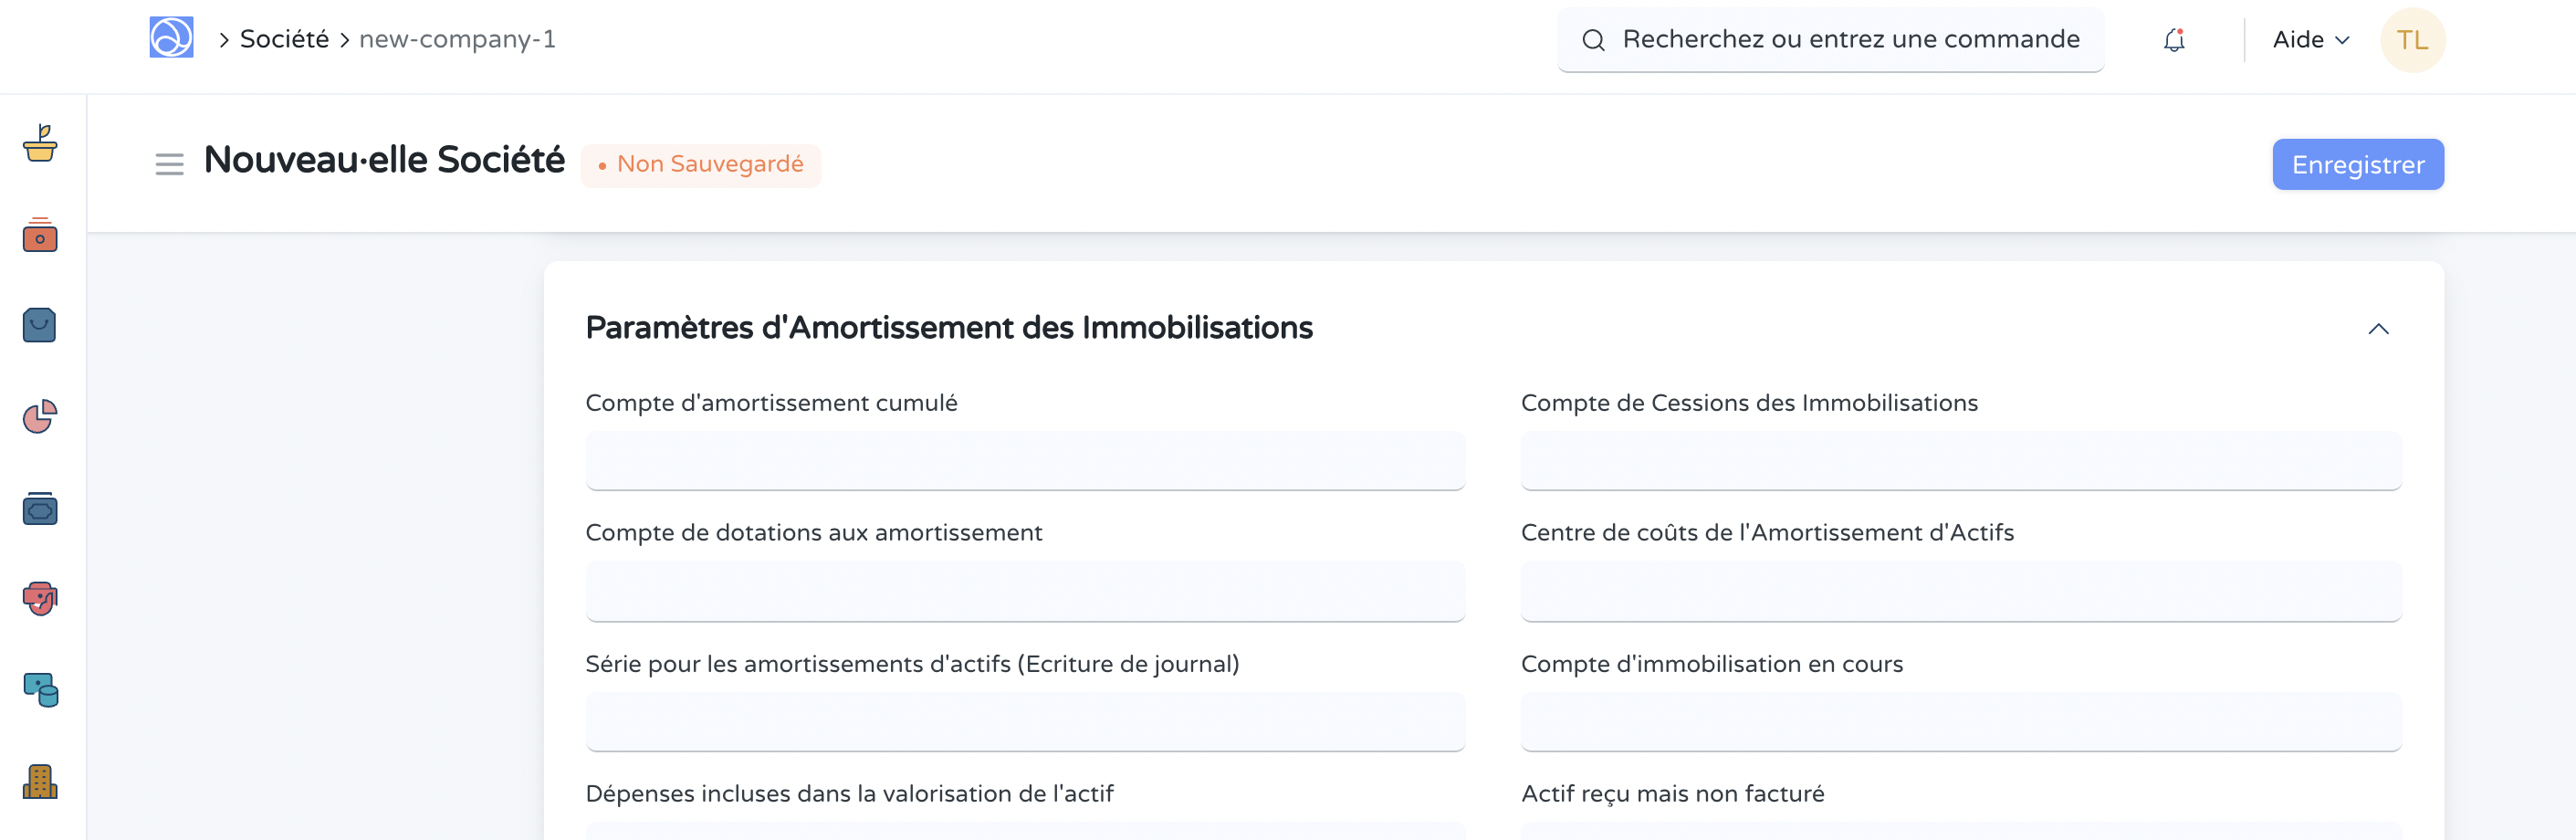 Société
new-company-1
Recherchez ou entrez une commande
Aide
TL
Nouveau·elle Société
Non Sauvegardé
Enregistrer
Paramètres d'Amortissement des Immobilisations
Compte d'amortissement cumulé
Compte de Cessions des Immobilisations
Compte de dotations aux amortissement
Centre de coûts de l'Amortissement d'Actifs
Série pour les amortissements d'actifs (Ecriture de journal)
Compte d'immobilisation en cours
Dépenses incluses dans la valorisation de l'actif
Actif reçu mais non facturé